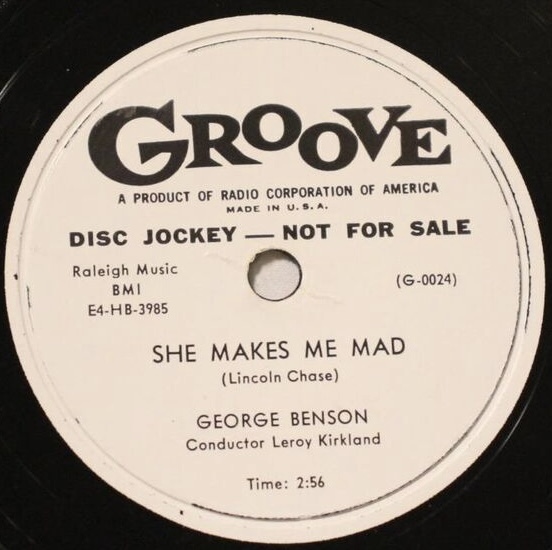 GROOVE
A PRODUCT OF RADIO CORPORATION OF AMERICA
MADE IN U.S.A.
DISC JOCKEY — NOT FOR SALE
Raleigh Music
BMI
E4-HB-3985
(G-0024)
SHE MAKES ME MAD
(Lincoln Chase)
GEORGE BENSON
Conductor Leroy Kirkland
Time: 2:56